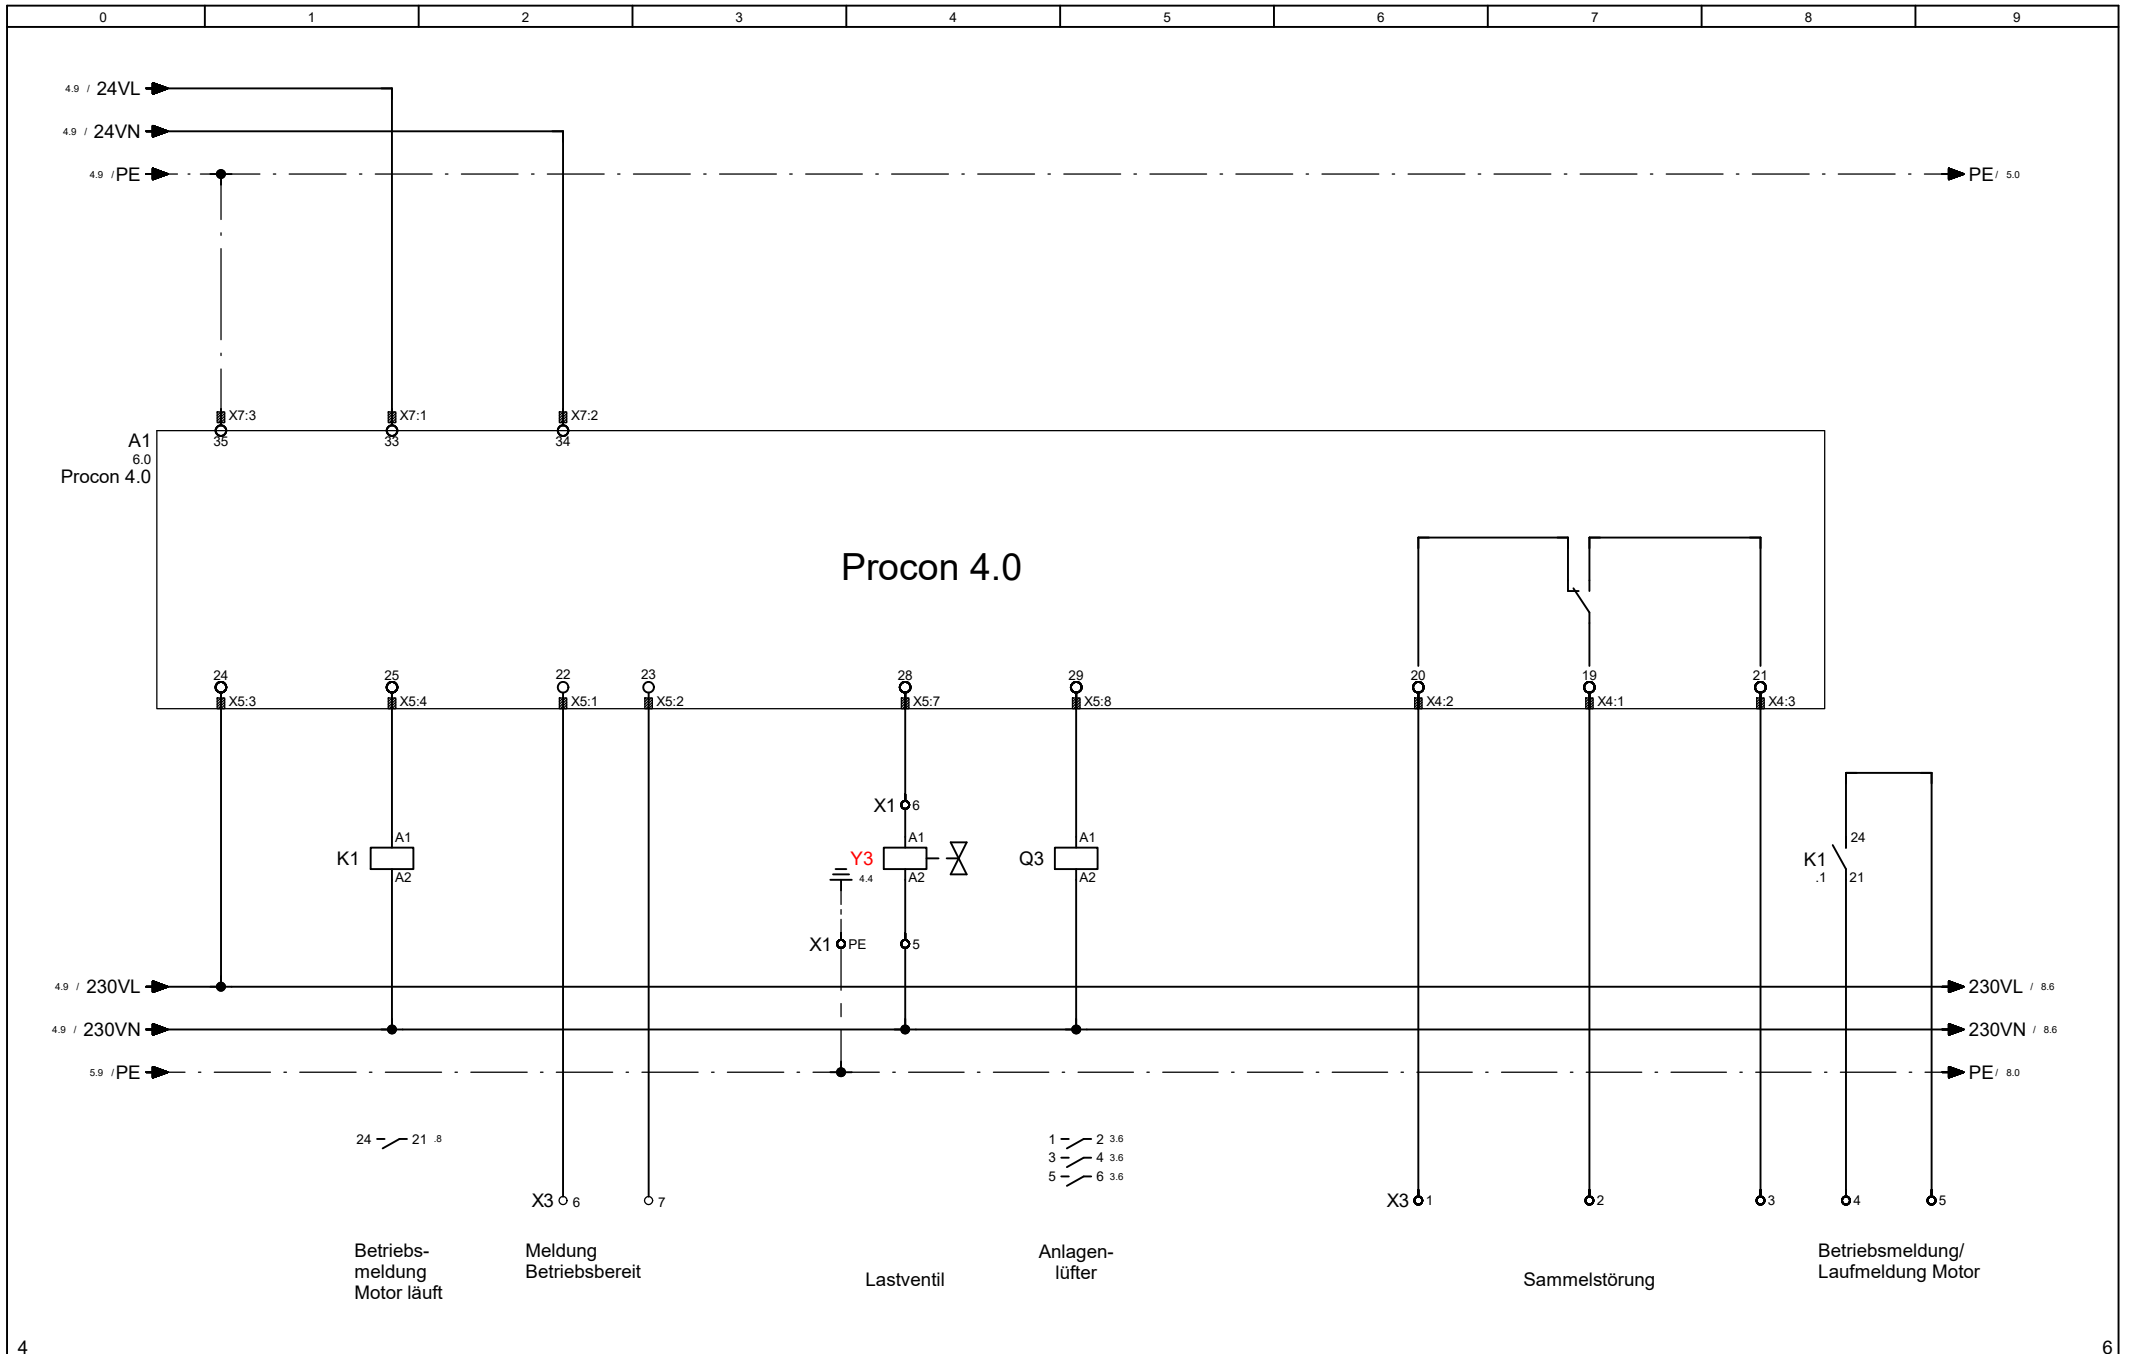 0 1 2 3 4 5 6 7 8 9
4.9 / 24VL
4.9 / 24VN
4.9 / PE
PE / 5.0
X7:3 X7:1 X7:2
35 33 34
A1
6.0
Procon 4.0
Procon 4.0
24 25 22 23 28 29 20 19 21
X5:3 X5:4 X5:1 X5:2 X5:7 X5:8 X4:2 X4:1 X4:3
X1 6
A1 A1 A1 24
K1 Y3 Q3 K1
A2 4.4 A2 A2 .1 21
X1 PE 5
4.9 / 230VL
230VL / 8.6
4.9 / 230VN
230VN / 8.6
5.9 / PE
PE / 8.0
24 21 .8
1 2 3.6
3 4 3.6
5 6 3.6
X3 6 7 X3 1 2 3 4 5
Betriebs-
meldung
Motor läuft
Meldung
Betriebsbereit
Lastventil
Anlagen-
lüfter
Sammelstörung
Betriebsmeldung/
Laufmeldung Motor
4 6